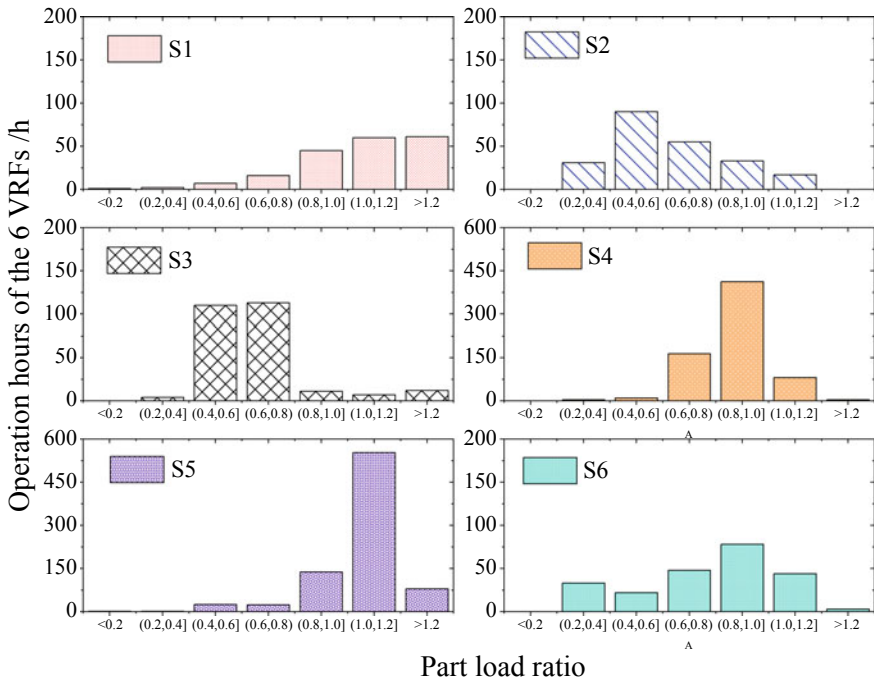 Operation hours of the 6 VRFs /h
200
150
100
50
0
S1
<0.2 (0.2,0.4] (0.4,0.6] (0.6,0.8) (0.8,1.0] (1.0,1.2] >1.2
200
150
100
50
0
S2
<0.2 (0.2,0.4] (0.4,0.6] (0.6,0.8) (0.8,1.0] (1.0,1.2] >1.2
200
150
100
50
0
S3
<0.2 (0.2,0.4] (0.4,0.6] (0.6,0.8) (0.8,1.0] (1.0,1.2] >1.2
600
450
300
150
0
S4
<0.2 (0.2,0.4] (0.4,0.6] (0.6,0.8) (0.8,1.0] (1.0,1.2] >1.2
A
600
450
300
150
0
S5
<0.2 (0.2,0.4] (0.4,0.6] (0.6,0.8) (0.8,1.0] (1.0,1.2] >1.2
200
150
100
50
0
S6
<0.2 (0.2,0.4] (0.4,0.6] (0.6,0.8) (0.8,1.0] (1.0,1.2] >1.2
A
Part load ratio